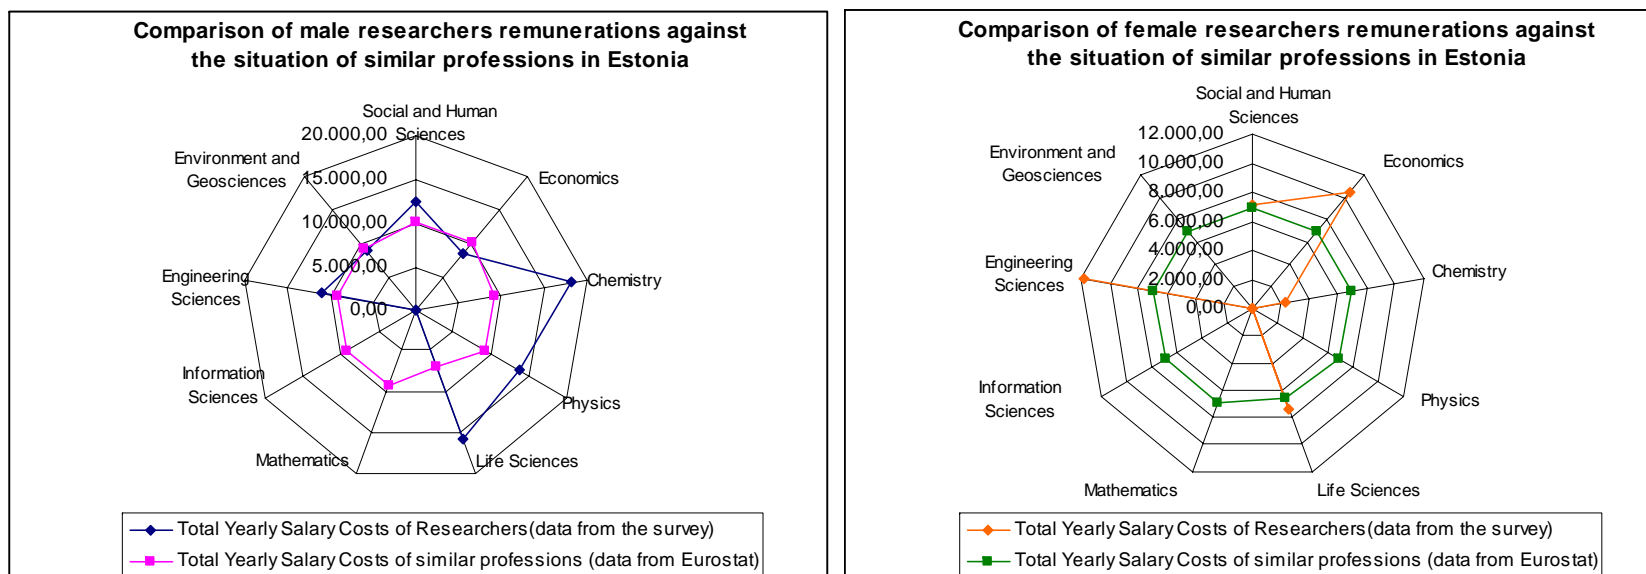 Comparison of male researchers remunerations against
the situation of similar professions in Estonia
Social and Human
Sciences
20.000,00
15.000,00
10.000,00
5.000,00
0,00
Economics
Chemistry
Physics
Life Sciences
Mathematics
Information
Sciences
Engineering
Sciences
Environment and
Geosciences
Total Yearly Salary Costs of Researchers(data from the survey)
Total Yearly Salary Costs of similar professions (data from Eurostat)
Comparison of female researchers remunerations against
the situation of similar professions in Estonia
Social and Human
Sciences
12.000,00
10.000,00
8.000,00
6.000,00
4.000,00
2.000,00
0,00
Economics
Chemistry
Physics
Life Sciences
Mathematics
Information
Sciences
Engineering
Sciences
Environment and
Geosciences
Total Yearly Salary Costs of Researchers(data from the survey)
Total Yearly Salary Costs of similar professions (data from Eurostat)